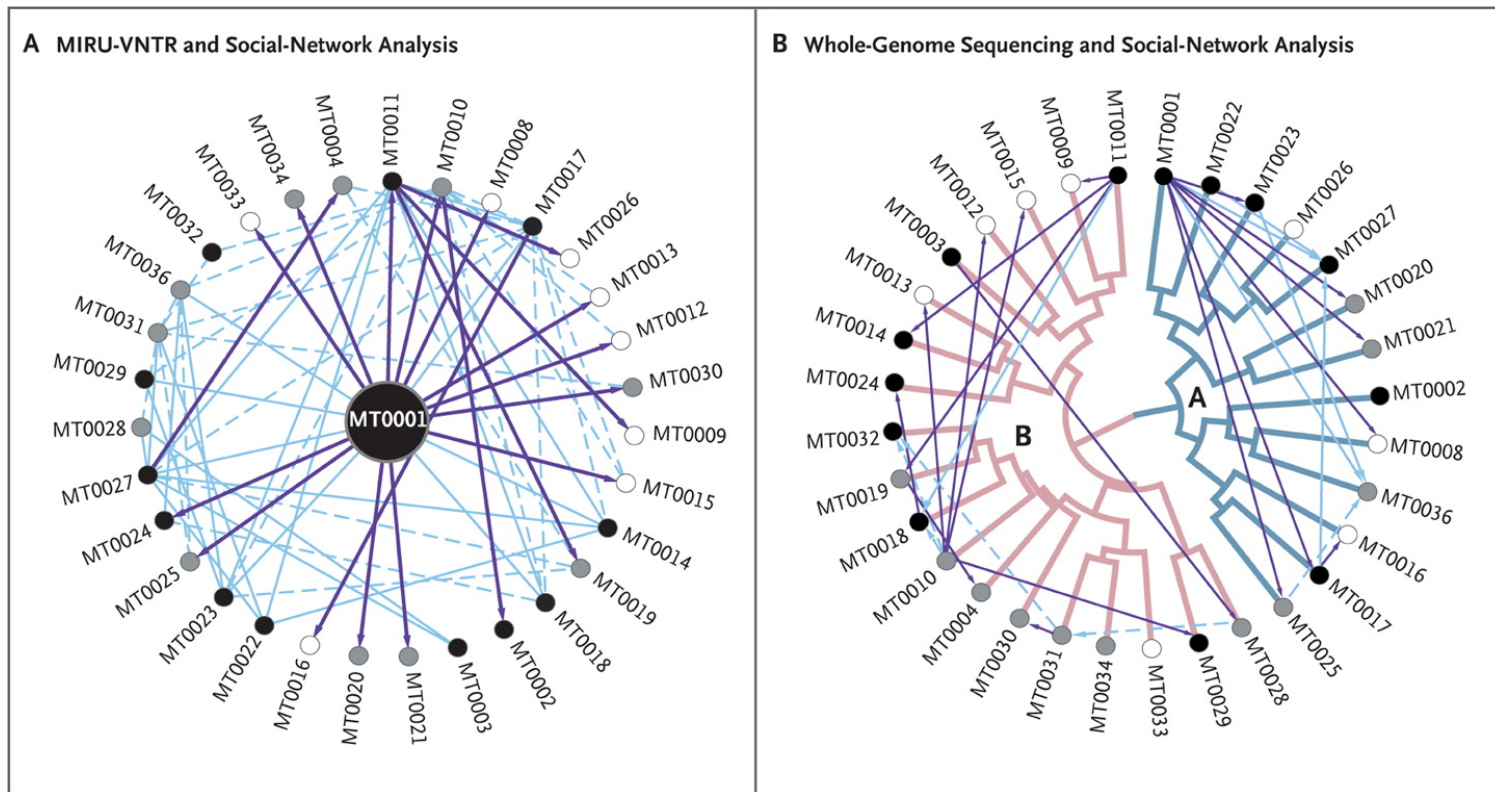 A MIRU-VNTR and Social-Network Analysis
MT0011
MT0010
MT0008
MT0017
MT0026
MT0013
MT0012
MT0030
MT0009
MT0015
MT0014
MT0019
MT0018
MT0002
MT0003
MT0021
MT0020
MT0016
MT0022
MT0023
MT0025
MT0024
MT0027
MT0028
MT0029
MT0031
MT0036
MT0032
MT0033
MT0034
MT0004
MT0001
B Whole-Genome Sequencing and Social-Network Analysis
MT0001
MT0022
MT0023
MT0026
MT0027
MT0020
MT0021
MT0002
MT0008
MT0036
MT0016
MT0017
MT0025
MT0028
MT0029
MT0033
MT0034
MT0031
MT0030
MT0004
MT0010
MT0018
MT0019
MT0032
MT0024
MT0014
MT0013
MT0003
MT0012
MT0015
MT0009
MT0011
A
B